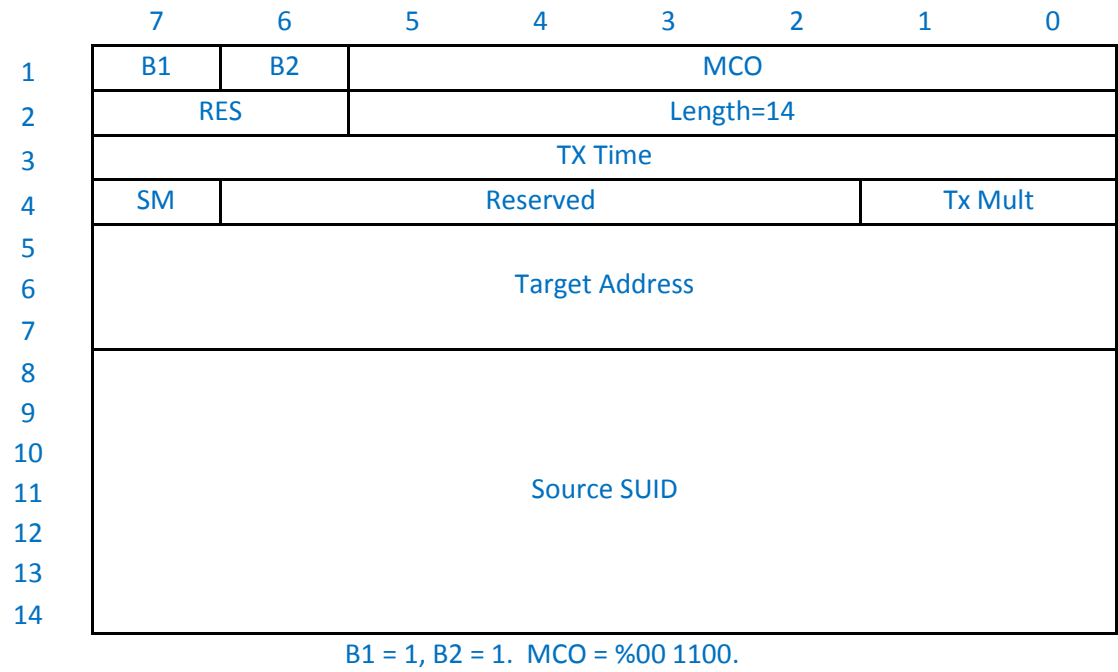 7 6 5 4 3 2 1 0
1 B1 B2 MCO
2 RES Length=14
3 TX Time
4 SM Reserved Tx Mult
5
6 Target Address
7
8
9
10
11 Source SUID
12
13
14
B1 = 1, B2 = 1. MCO = %00 1100.